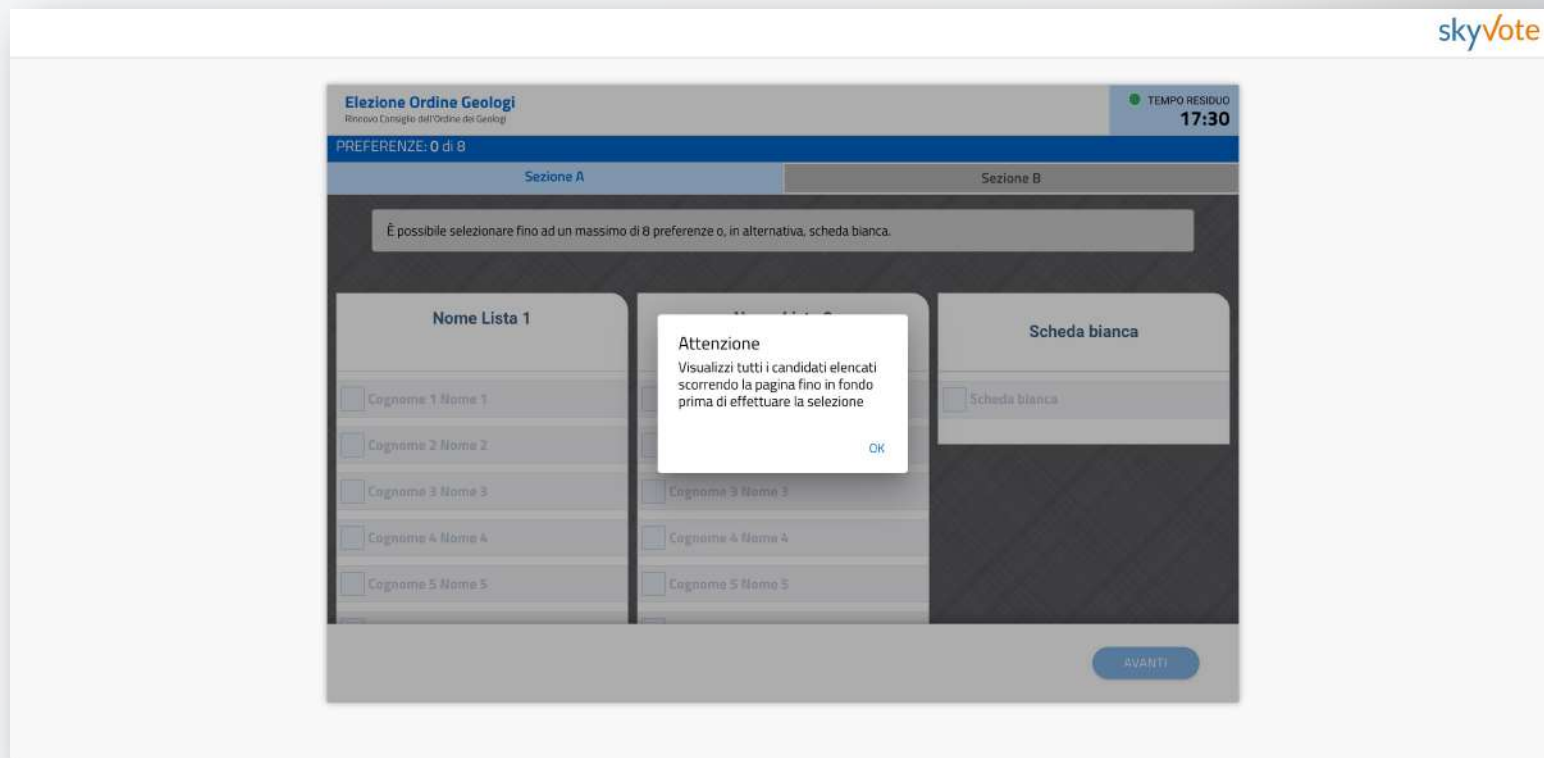 skyvote
Elezione Ordine Geologi
Rinnovo Consiglio dell'Ordine dei Geologi
TEMPO RESIDUO
17:30
PREFERENZE: 0 di 8
Sezione A
Sezione B
È possibile selezionare fino ad un massimo di 8 preferenze o, in alternativa, scheda bianca.
Nome Lista 1
Scheda bianca
Attenzione
Visualizzi tutti i candidati elencati
scorrendo la pagina fino in fondo
prima di effettuare la selezione
OK
Cognome 1 Nome 1
Scheda bianca
Cognome 2 Nome 2
Cognome 3 Nome 3
Cognome 3 Nome 3
Cognome 4 Nome 4
Cognome 4 Nome 4
Cognome 5 Nome 5
Cognome 5 Nome 5
AVANTI